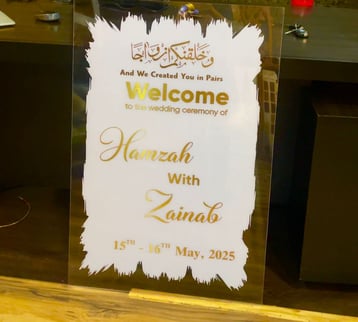 وخلقنكم أزواجا
And We Created You in Pairs
Welcome
to the wedding ceremony of
Hamzah
With
Zainab
15TH - 16TH May, 2025